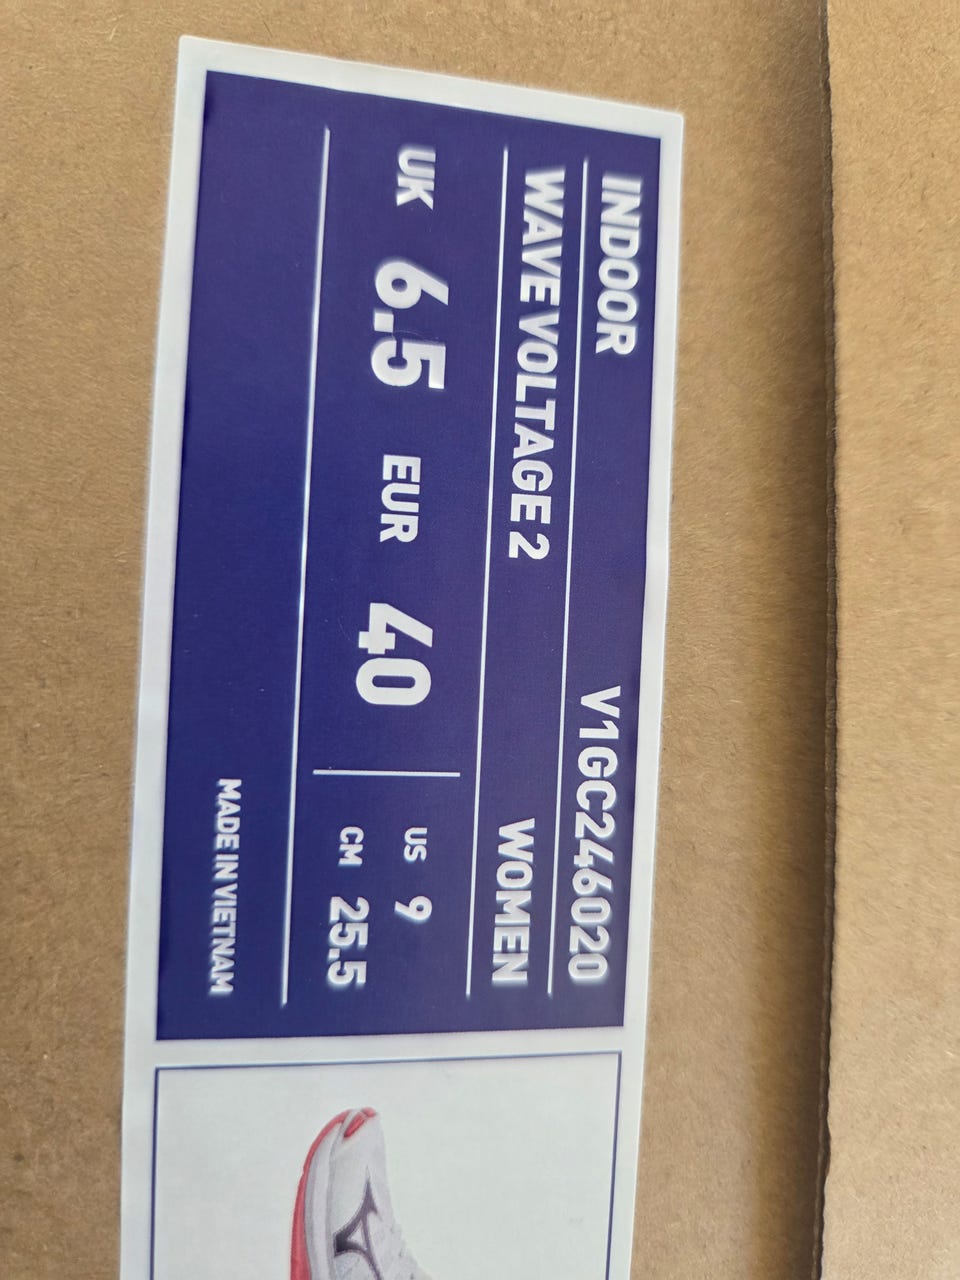 INDOOR V1GC246020
WAVE VOLTAGE 2 WOMEN
UK 6.5 EUR 40
US 9
CM 25.5
MADE IN VIETNAM